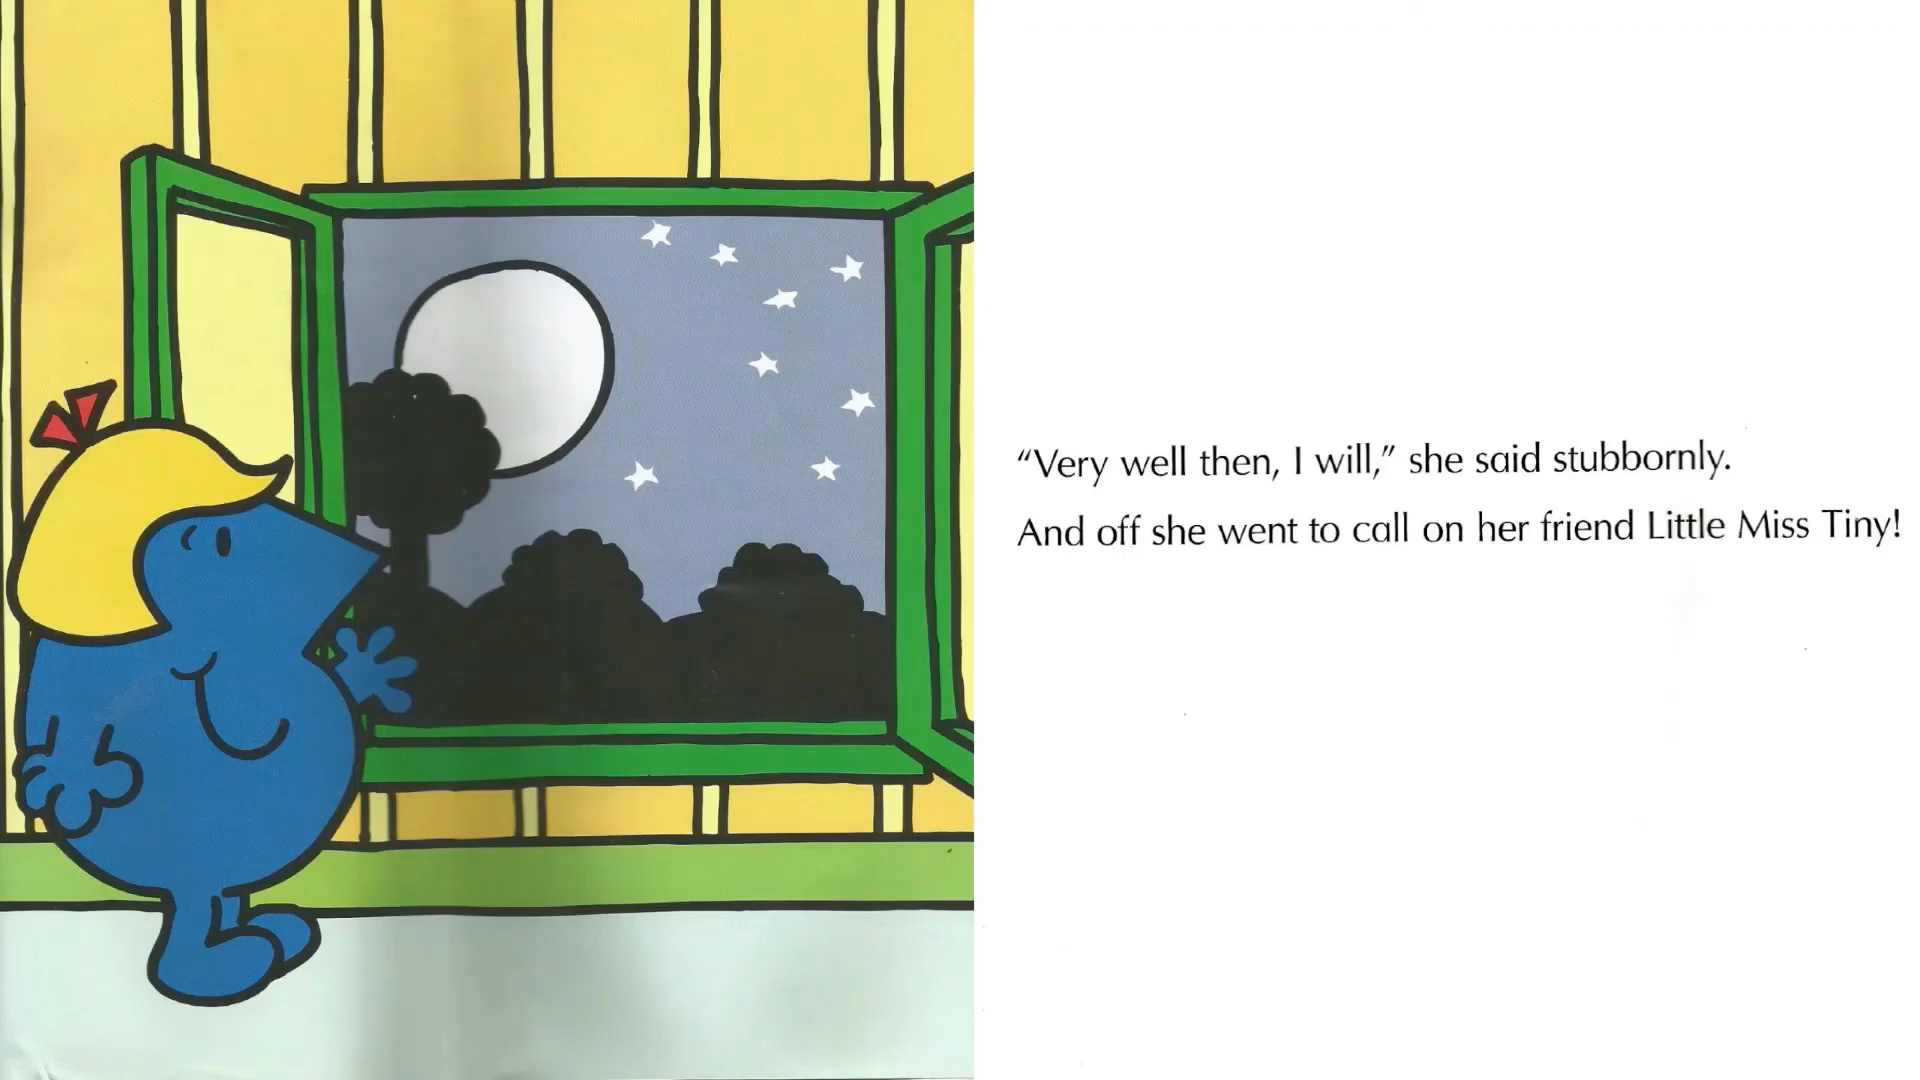 “Very well then, I will,” she said stubbornly.
And off she went to call on her friend Little Miss Tiny!